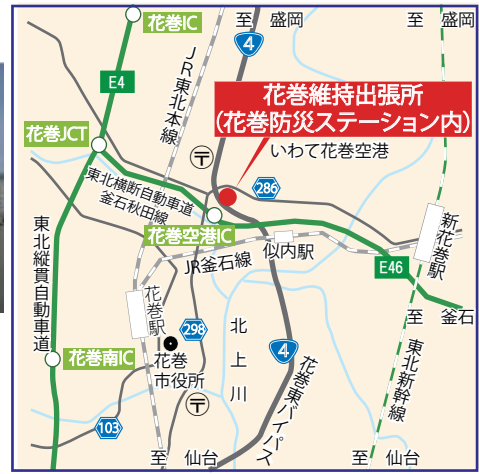 花巻IC
至 盛岡
至 盛岡
4
JR東北本線
E4
花巻維持出張所
(花巻防災ステーション内)
花巻JCT
いわて花巻空港
東北横断自動車道
釜石秋田線
286
花巻空港IC
新花巻駅
似内駅
JR釜石線
E46
東北縦貫自動車道
花巻駅
至 釜石
298
北上川
4
花巻南IC
花巻
市役所
花巻東バイパス
東北新幹線
103
至 仙台
至 仙台